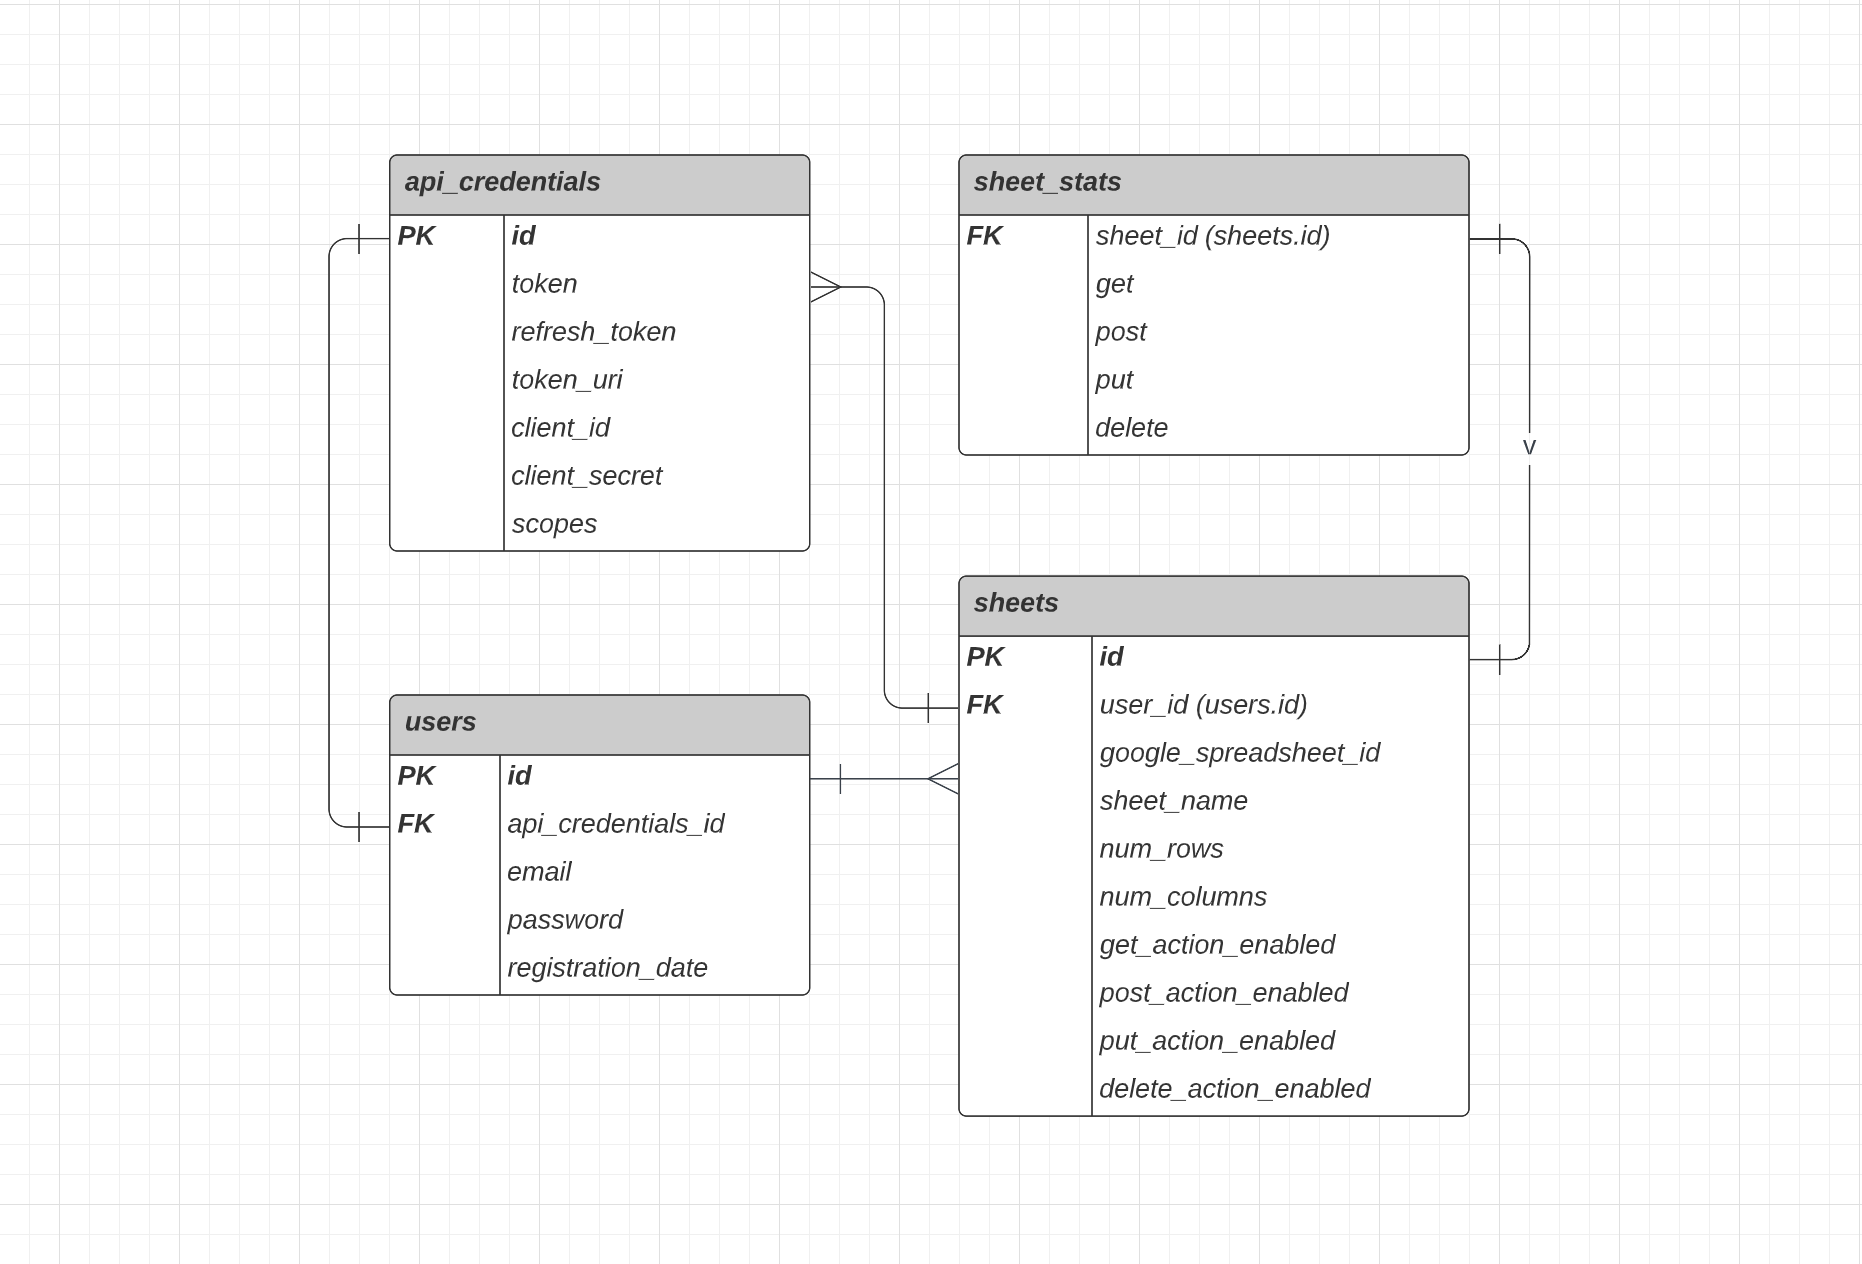 api_credentials
PK id
token
refresh_token
token_uri
client_id
client_secret
scopes
sheet_stats
FK sheet_id (sheets.id)
get
post
put
delete
v
users
PK id
FK api_credentials_id
email
password
registration_date
sheets
PK id
FK user_id (users.id)
google_spreadsheet_id
sheet_name
num_rows
num_columns
get_action_enabled
post_action_enabled
put_action_enabled
delete_action_enabled